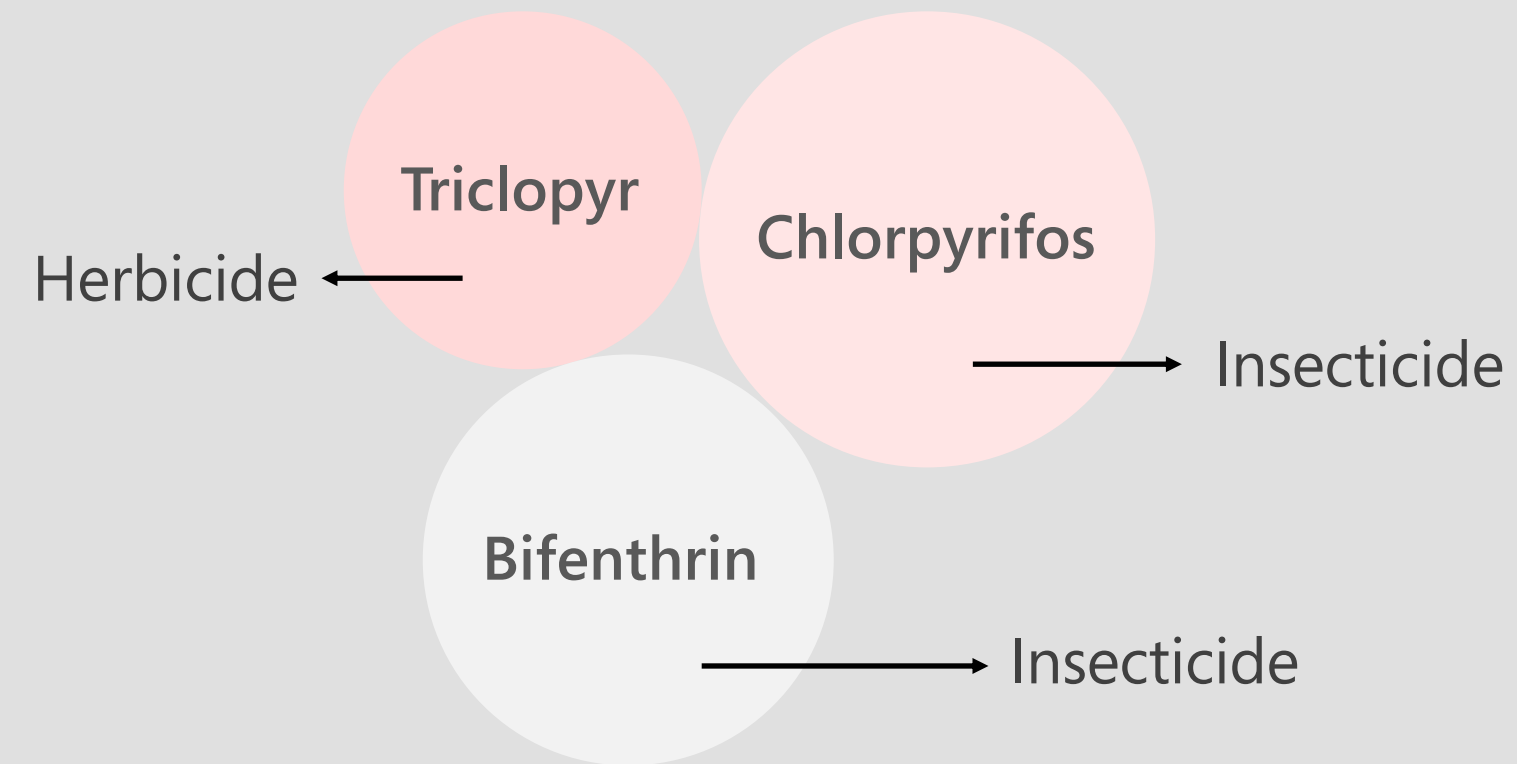 Triclopyr
Chlorpyrifos
Herbicide
Insecticide
Bifenthrin
Insecticide